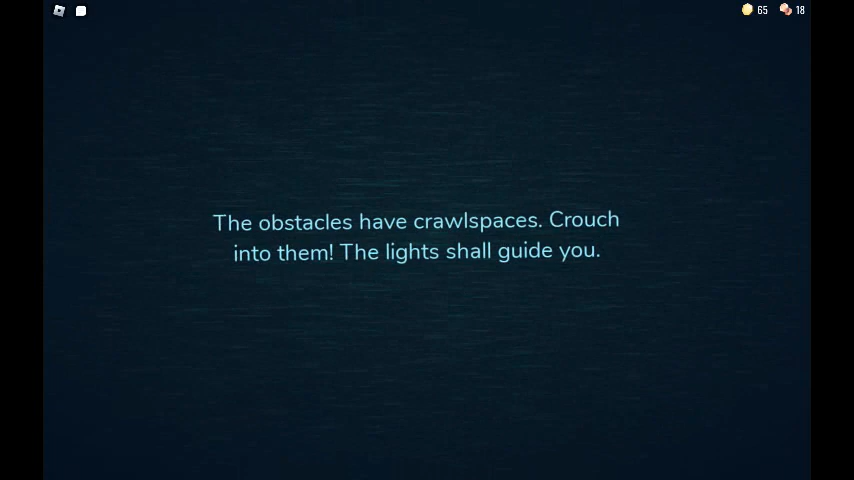 65 18
The obstacles have crawlspaces. Crouch
into them! The lights shall guide you.